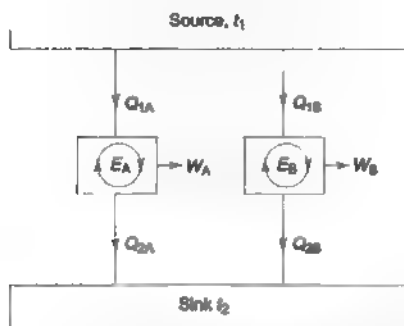 Source, t₁
Q₁A Q₁B
E_A W_A E_B W_B
Q₂A Q₂B
Sink t₂